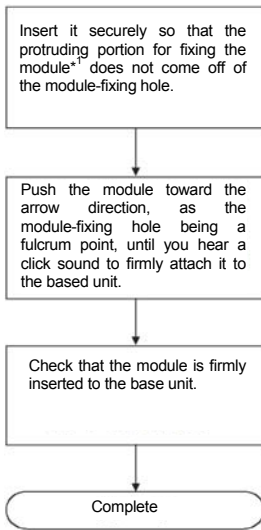 Insert it securely so that the
protruding portion for fixing the
module*1 does not come off of
the module-fixing hole.
Push the module toward the
arrow direction, as the
module-fixing hole being a
fulcrum point, until you hear a
click sound to firmly attach it to
the based unit.
Check that the module is firmly
inserted to the base unit.
Complete